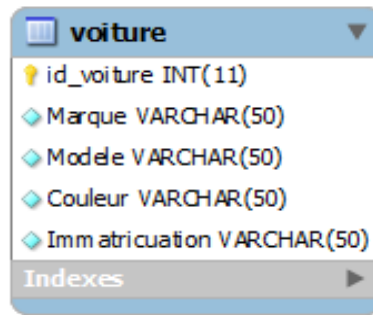 voiture
id_voiture INT(11)
Marque VARCHAR(50)
Modele VARCHAR(50)
Couleur VARCHAR(50)
Immatricuation VARCHAR(50)
Indexes